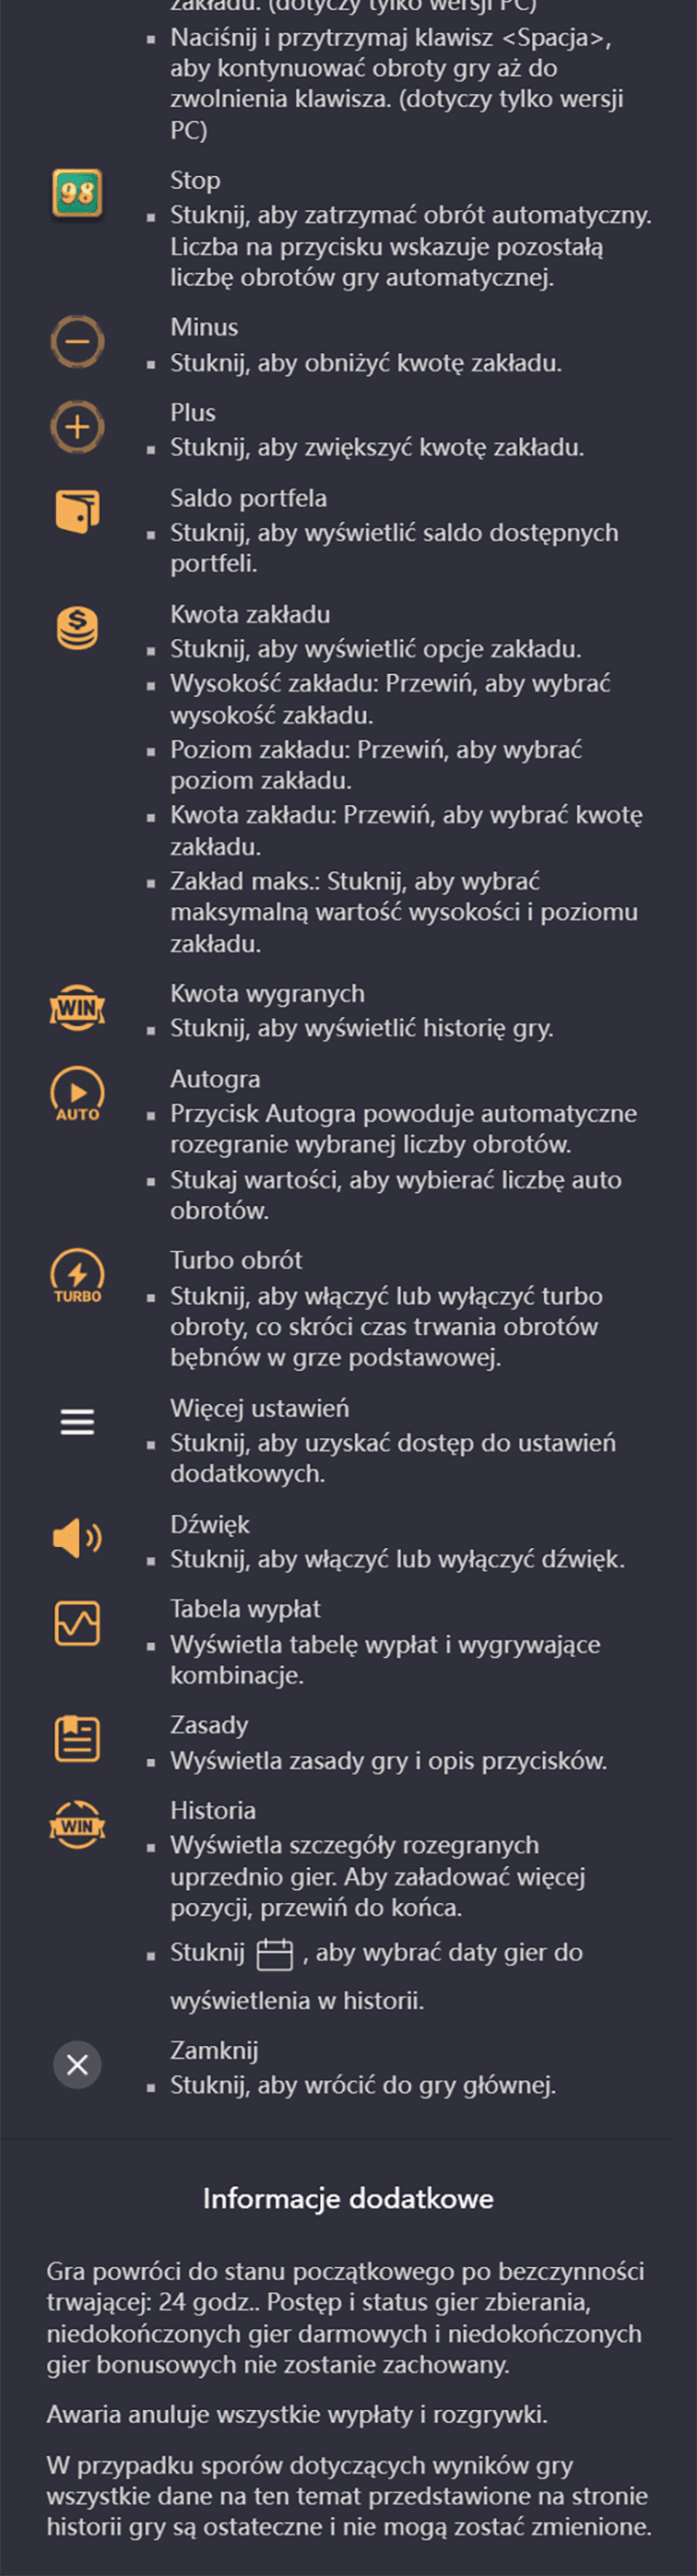 zakładu. (dotyczy tylko wersji PC)
▪ Naciśnij i przytrzymaj klawisz <Spacja>,
aby kontynuować obroty gry aż do
zwolnienia klawisza. (dotyczy tylko wersji
PC)
98
Stop
▪ Stuknij, aby zatrzymać obrót automatyczny.
Liczba na przycisku wskazuje pozostałą
liczbę obrotów gry automatycznej.
Minus
▪ Stuknij, aby obniżyć kwotę zakładu.
Plus
▪ Stuknij, aby zwiększyć kwotę zakładu.
Saldo portfela
▪ Stuknij, aby wyświetlić saldo dostępnych
portfeli.
Kwota zakładu
▪ Stuknij, aby wyświetlić opcje zakładu.
▪ Wysokość zakładu: Przewiń, aby wybrać
wysokość zakładu.
▪ Poziom zakładu: Przewiń, aby wybrać
poziom zakładu.
▪ Kwota zakładu: Przewiń, aby wybrać kwotę
zakładu.
▪ Zakład maks.: Stuknij, aby wybrać
maksymalną wartość wysokości i poziomu
zakładu.
WIN
Kwota wygranych
▪ Stuknij, aby wyświetlić historię gry.
AUTO
Autogra
▪ Przycisk Autogra powoduje automatyczne
rozegranie wybranej liczby obrotów.
▪ Stukaj wartości, aby wybierać liczbę auto
obrotów.
TURBO
Turbo obrót
▪ Stuknij, aby włączyć lub wyłączyć turbo
obroty, co skróci czas trwania obrotów
bębnów w grze podstawowej.
Więcej ustawień
▪ Stuknij, aby uzyskać dostęp do ustawień
dodatkowych.
Dźwięk
▪ Stuknij, aby włączyć lub wyłączyć dźwięk.
Tabela wypłat
▪ Wyświetla tabelę wypłat i wygrywające
kombinacje.
Zasady
▪ Wyświetla zasady gry i opis przycisków.
WIN
Historia
▪ Wyświetla szczegóły rozegranych
uprzednio gier. Aby załadować więcej
pozycji, przewiń do końca.
▪ Stuknij , aby wybrać daty gier do
wyświetlenia w historii.
Zamknij
▪ Stuknij, aby wrócić do gry głównej.
Informacje dodatkowe
Gra powróci do stanu początkowego po bezczynności
trwającej: 24 godz.. Postęp i status gier zbierania,
niedokończonych gier darmowych i niedokończonych
gier bonusowych nie zostanie zachowany.
Awaria anuluje wszystkie wypłaty i rozgrywki.
W przypadku sporów dotyczących wyników gry
wszystkie dane na ten temat przedstawione na stronie
historii gry są ostateczne i nie mogą zostać zmienione.